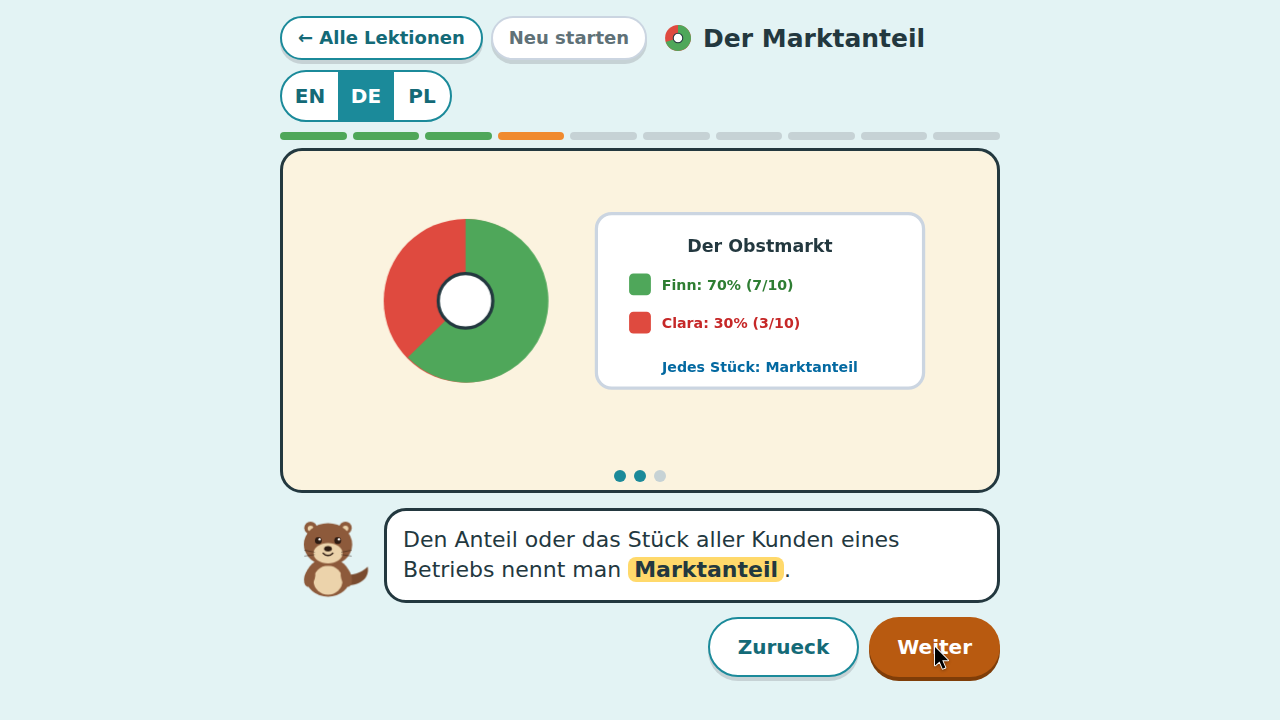 ← Alle Lektionen
Neu starten
Der Marktanteil
EN DE PL
Der Obstmarkt
Finn: 70% (7/10)
Clara: 30% (3/10)
Jedes Stück: Marktanteil
Den Anteil oder das Stück aller Kunden eines
Betriebs nennt man Marktanteil.
Zurueck
Weiter